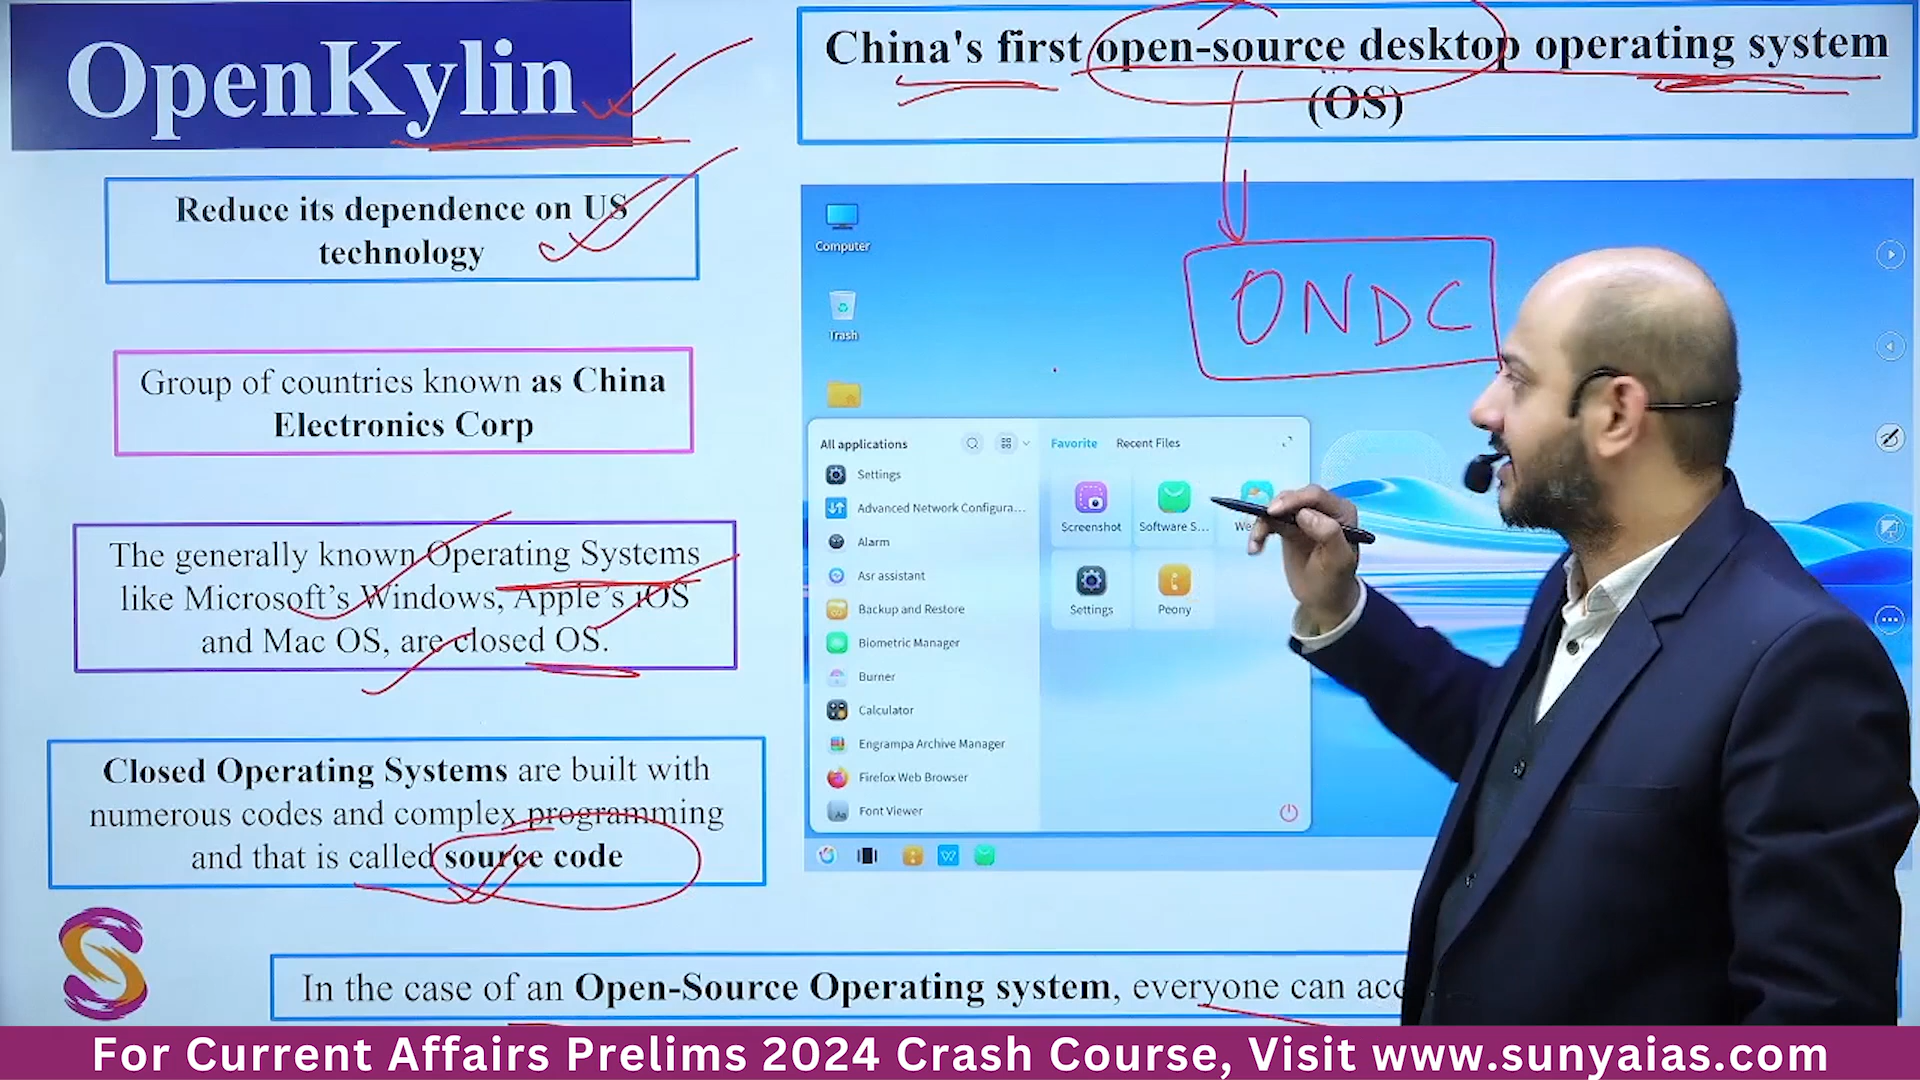 OpenKylin
China's first open-source desktop operating system
(OS)
Reduce its dependence on US
technology
Group of countries known as China
Electronics Corp
The generally known Operating Systems
like Microsoft's Windows, Apple's iOS
and Mac OS, are closed OS.
Closed Operating Systems are built with
numerous codes and complex programming
and that is called source code
In the case of an Open-Source Operating system, everyone can acc
ONDC
Computer
Trash
All applications
Settings
Advanced Network Configura...
Alarm
Asr assistant
Backup and Restore
Biometric Manager
Burner
Calculator
Engrampa Archive Manager
Firefox Web Browser
Font Viewer
Favorite Recent Files
Screenshot Software S...
Settings Peony
For Current Affairs Prelims 2024 Crash Course, Visit www.sunyaias.com